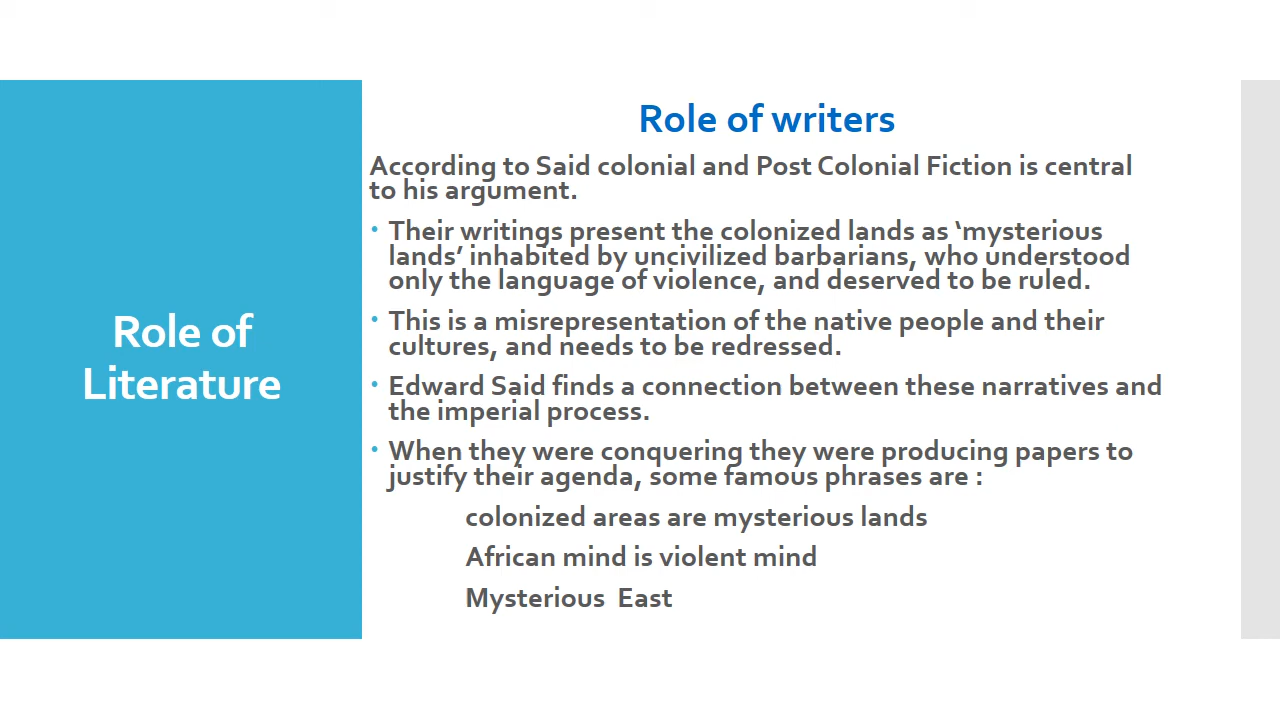 Role of
Literature
Role of writers
According to Said colonial and Post Colonial Fiction is central
to his argument.
• Their writings present the colonized lands as ‘mysterious
lands’ inhabited by uncivilized barbarians, who understood
only the language of violence, and deserved to be ruled.
• This is a misrepresentation of the native people and their
cultures, and needs to be redressed.
• Edward Said finds a connection between these narratives and
the imperial process.
• When they were conquering they were producing papers to
justify their agenda, some famous phrases are :
colonized areas are mysterious lands
African mind is violent mind
Mysterious  East